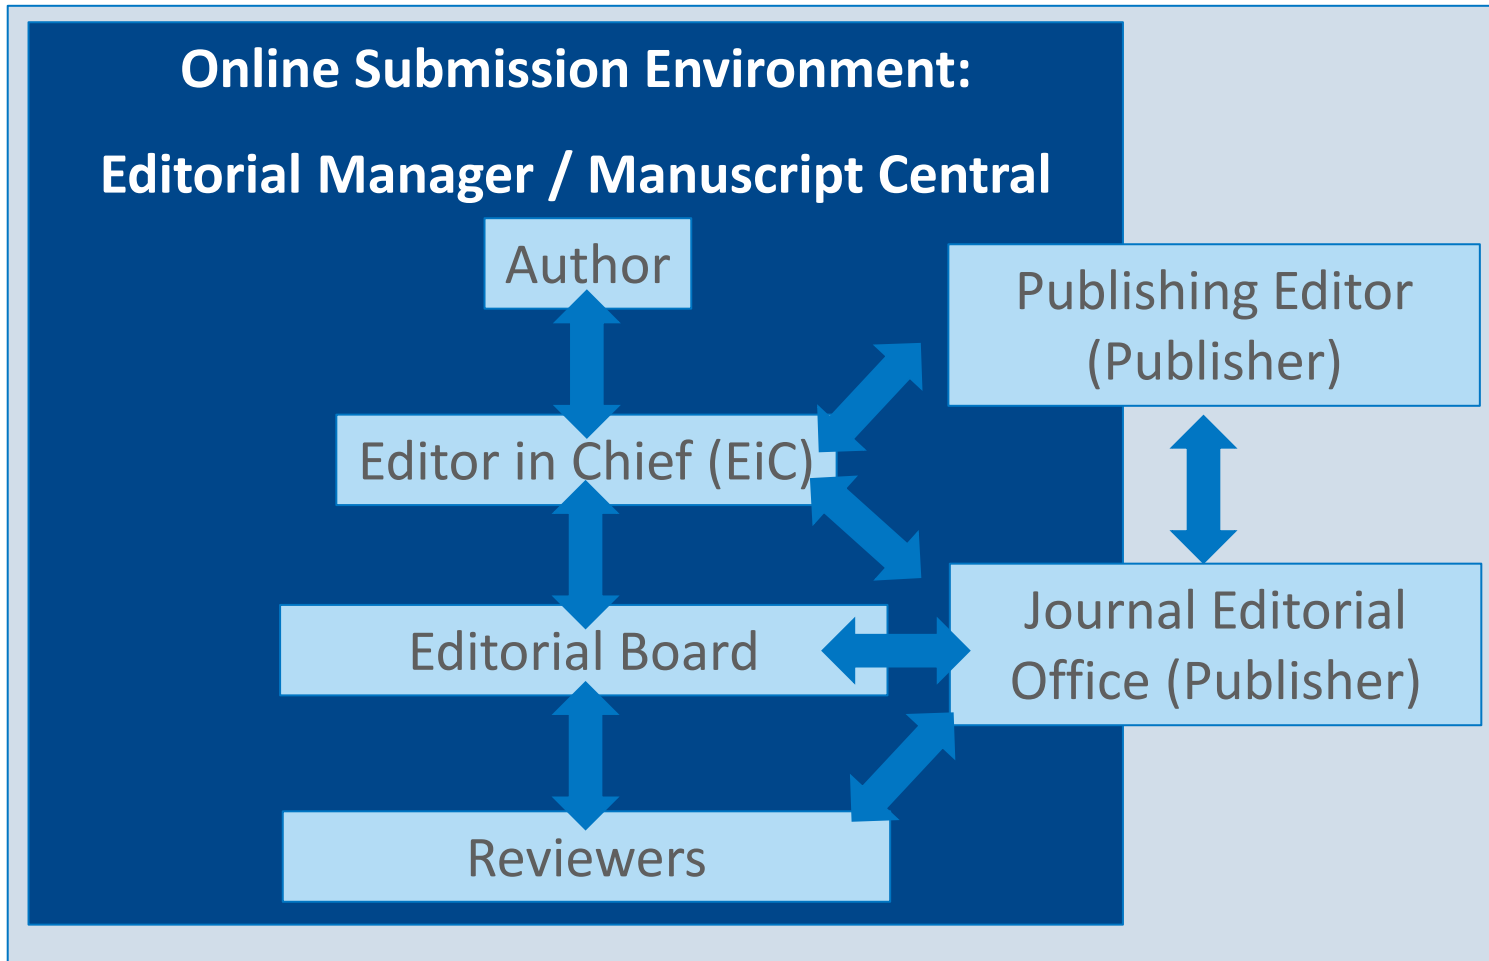 Online Submission Environment:
Editorial Manager / Manuscript Central
Author
Publishing Editor
(Publisher)
Editor in Chief (EiC)
Editorial Board
Journal Editorial
Office (Publisher)
Reviewers